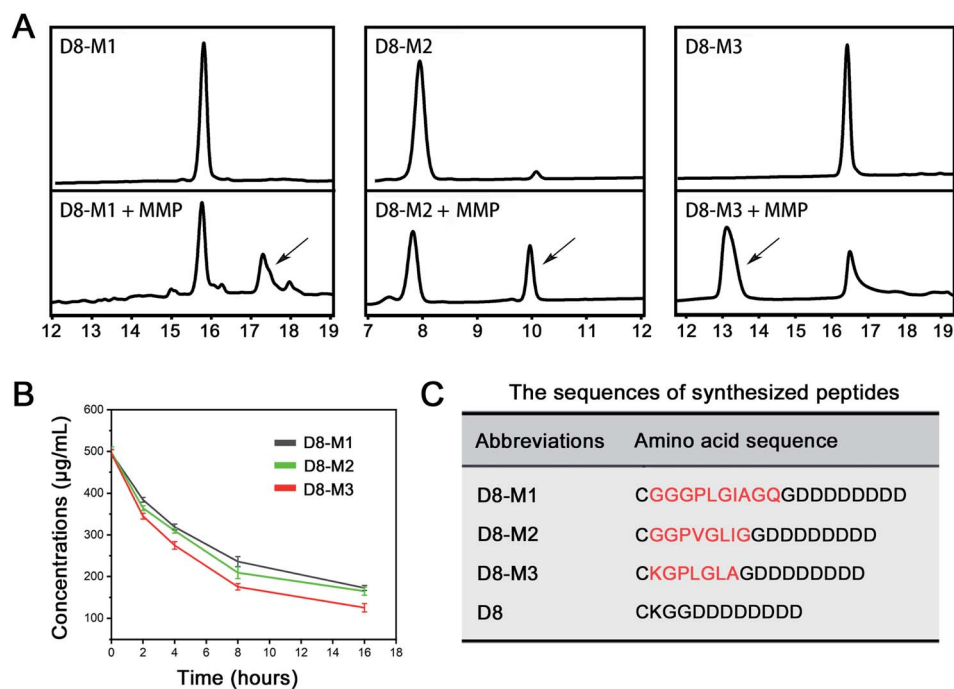 A
D8-M1
D8-M2
D8-M3
D8-M1 + MMP
D8-M2 + MMP
D8-M3 + MMP
12 13 14 15 16 17 18 19
7 8 9 10 11 12
12 13 14 15 16 17 18 19
B
600
500
400
300
200
100
Concentrations (µg/mL)
D8-M1
D8-M2
D8-M3
0 2 4 6 8 10 12 14 16 18
Time (hours)
C
The sequences of synthesized peptides
Abbreviations Amino acid sequence
D8-M1 CGGGPLGIAGQGDDDDDDDD
D8-M2 CGGPVGLIGGDDDDDDDD
D8-M3 CKGPLGLAGDDDDDDDD
D8 CKGGDDDDDDDD